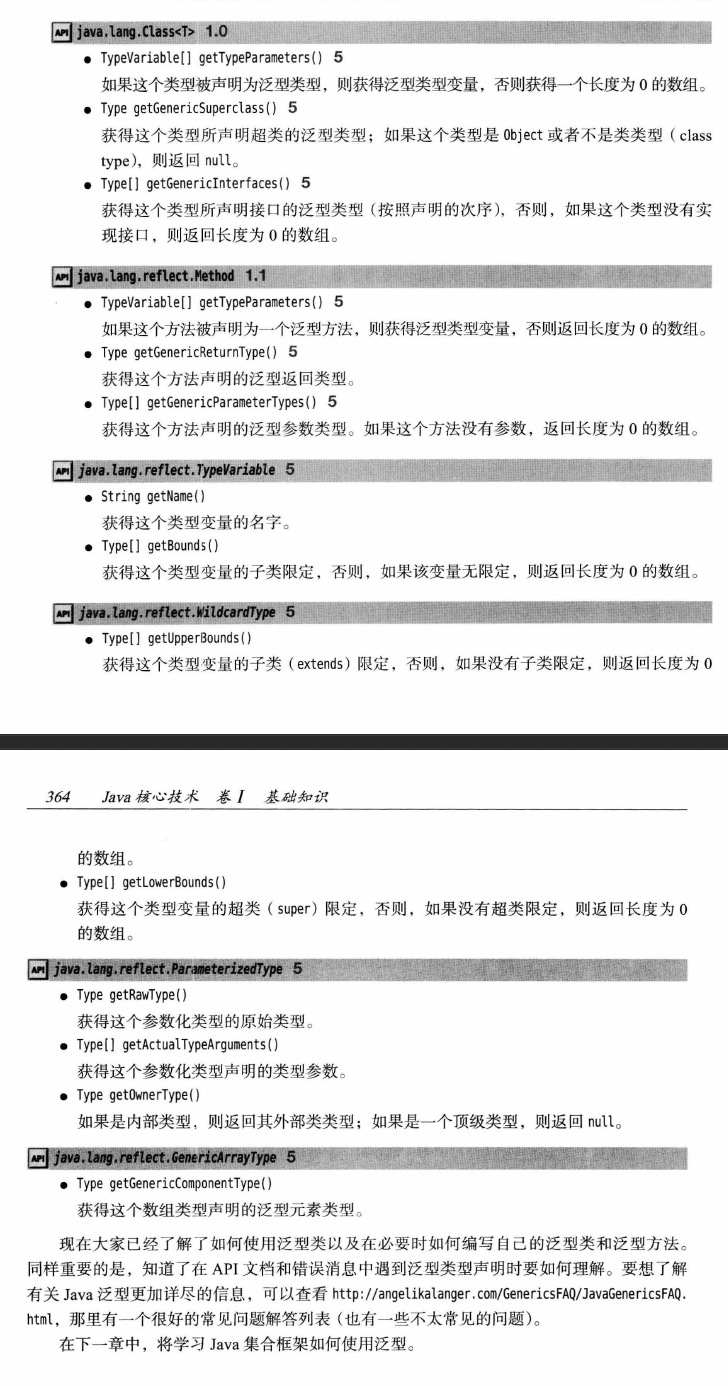 API java.lang.Class<T> 1.0
● TypeVariable[] getTypeParameters() 5
如果这个类型被声明为泛型类型，则获得泛型类型变量，否则获得一个长度为 0 的数组。
● Type getGenericSuperclass() 5
获得这个类型所声明超类的泛型类型；如果这个类型是 Object 或者不是类类型（class
type），则返回 null。
● Type[] getGenericInterfaces() 5
获得这个类型所声明接口的泛型类型（按照声明的次序），否则，如果这个类型没有实
现接口，则返回长度为 0 的数组。
API java.lang.reflect.Method 1.1
● TypeVariable[] getTypeParameters() 5
如果这个方法被声明为一个泛型方法，则获得泛型类型变量，否则返回长度为 0 的数组。
● Type getGenericReturnType() 5
获得这个方法声明的泛型返回类型。
● Type[] getGenericParameterTypes() 5
获得这个方法声明的泛型参数类型。如果这个方法没有参数，返回长度为 0 的数组。
API java.lang.reflect.TypeVariable 5
● String getName()
获得这个类型变量的名字。
● Type[] getBounds()
获得这个类型变量的子类限定，否则，如果该变量无限定，则返回长度为 0 的数组。
API java.lang.reflect.WildcardType 5
● Type[] getUpperBounds()
获得这个类型变量的子类（extends）限定，否则，如果没有子类限定，则返回长度为 0
364 Java 核心技术 卷 I 基础知识
的数组。
● Type[] getLowerBounds()
获得这个类型变量的超类（super）限定，否则，如果没有超类限定，则返回长度为 0
的数组。
API java.lang.reflect.ParameterizedType 5
● Type getRawType()
获得这个参数化类型的原始类型。
● Type[] getActualTypeArguments()
获得这个参数化类型声明的类型参数。
● Type getOwnerType()
如果是内部类型，则返回其外部类类型；如果是一个顶级类型，则返回 null。
API java.lang.reflect.GenericArrayType 5
● Type getGenericComponentType()
获得这个数组类型声明的泛型元素类型。
现在大家已经了解了如何使用泛型类以及在必要时如何编写自己的泛型类和泛型方法。
同样重要的是，知道了在 API 文档和错误消息中遇到泛型类型声明时要如何理解。要想了解
有关 Java 泛型更加详尽的信息，可以查看 http://angelikalanger.com/GenericsFAQ/JavaGenericsFAQ.
html，那里有一个很好的常见问题解答列表（也有一些不太常见的问题）。
在下一章中，将学习 Java 集合框架如何使用泛型。